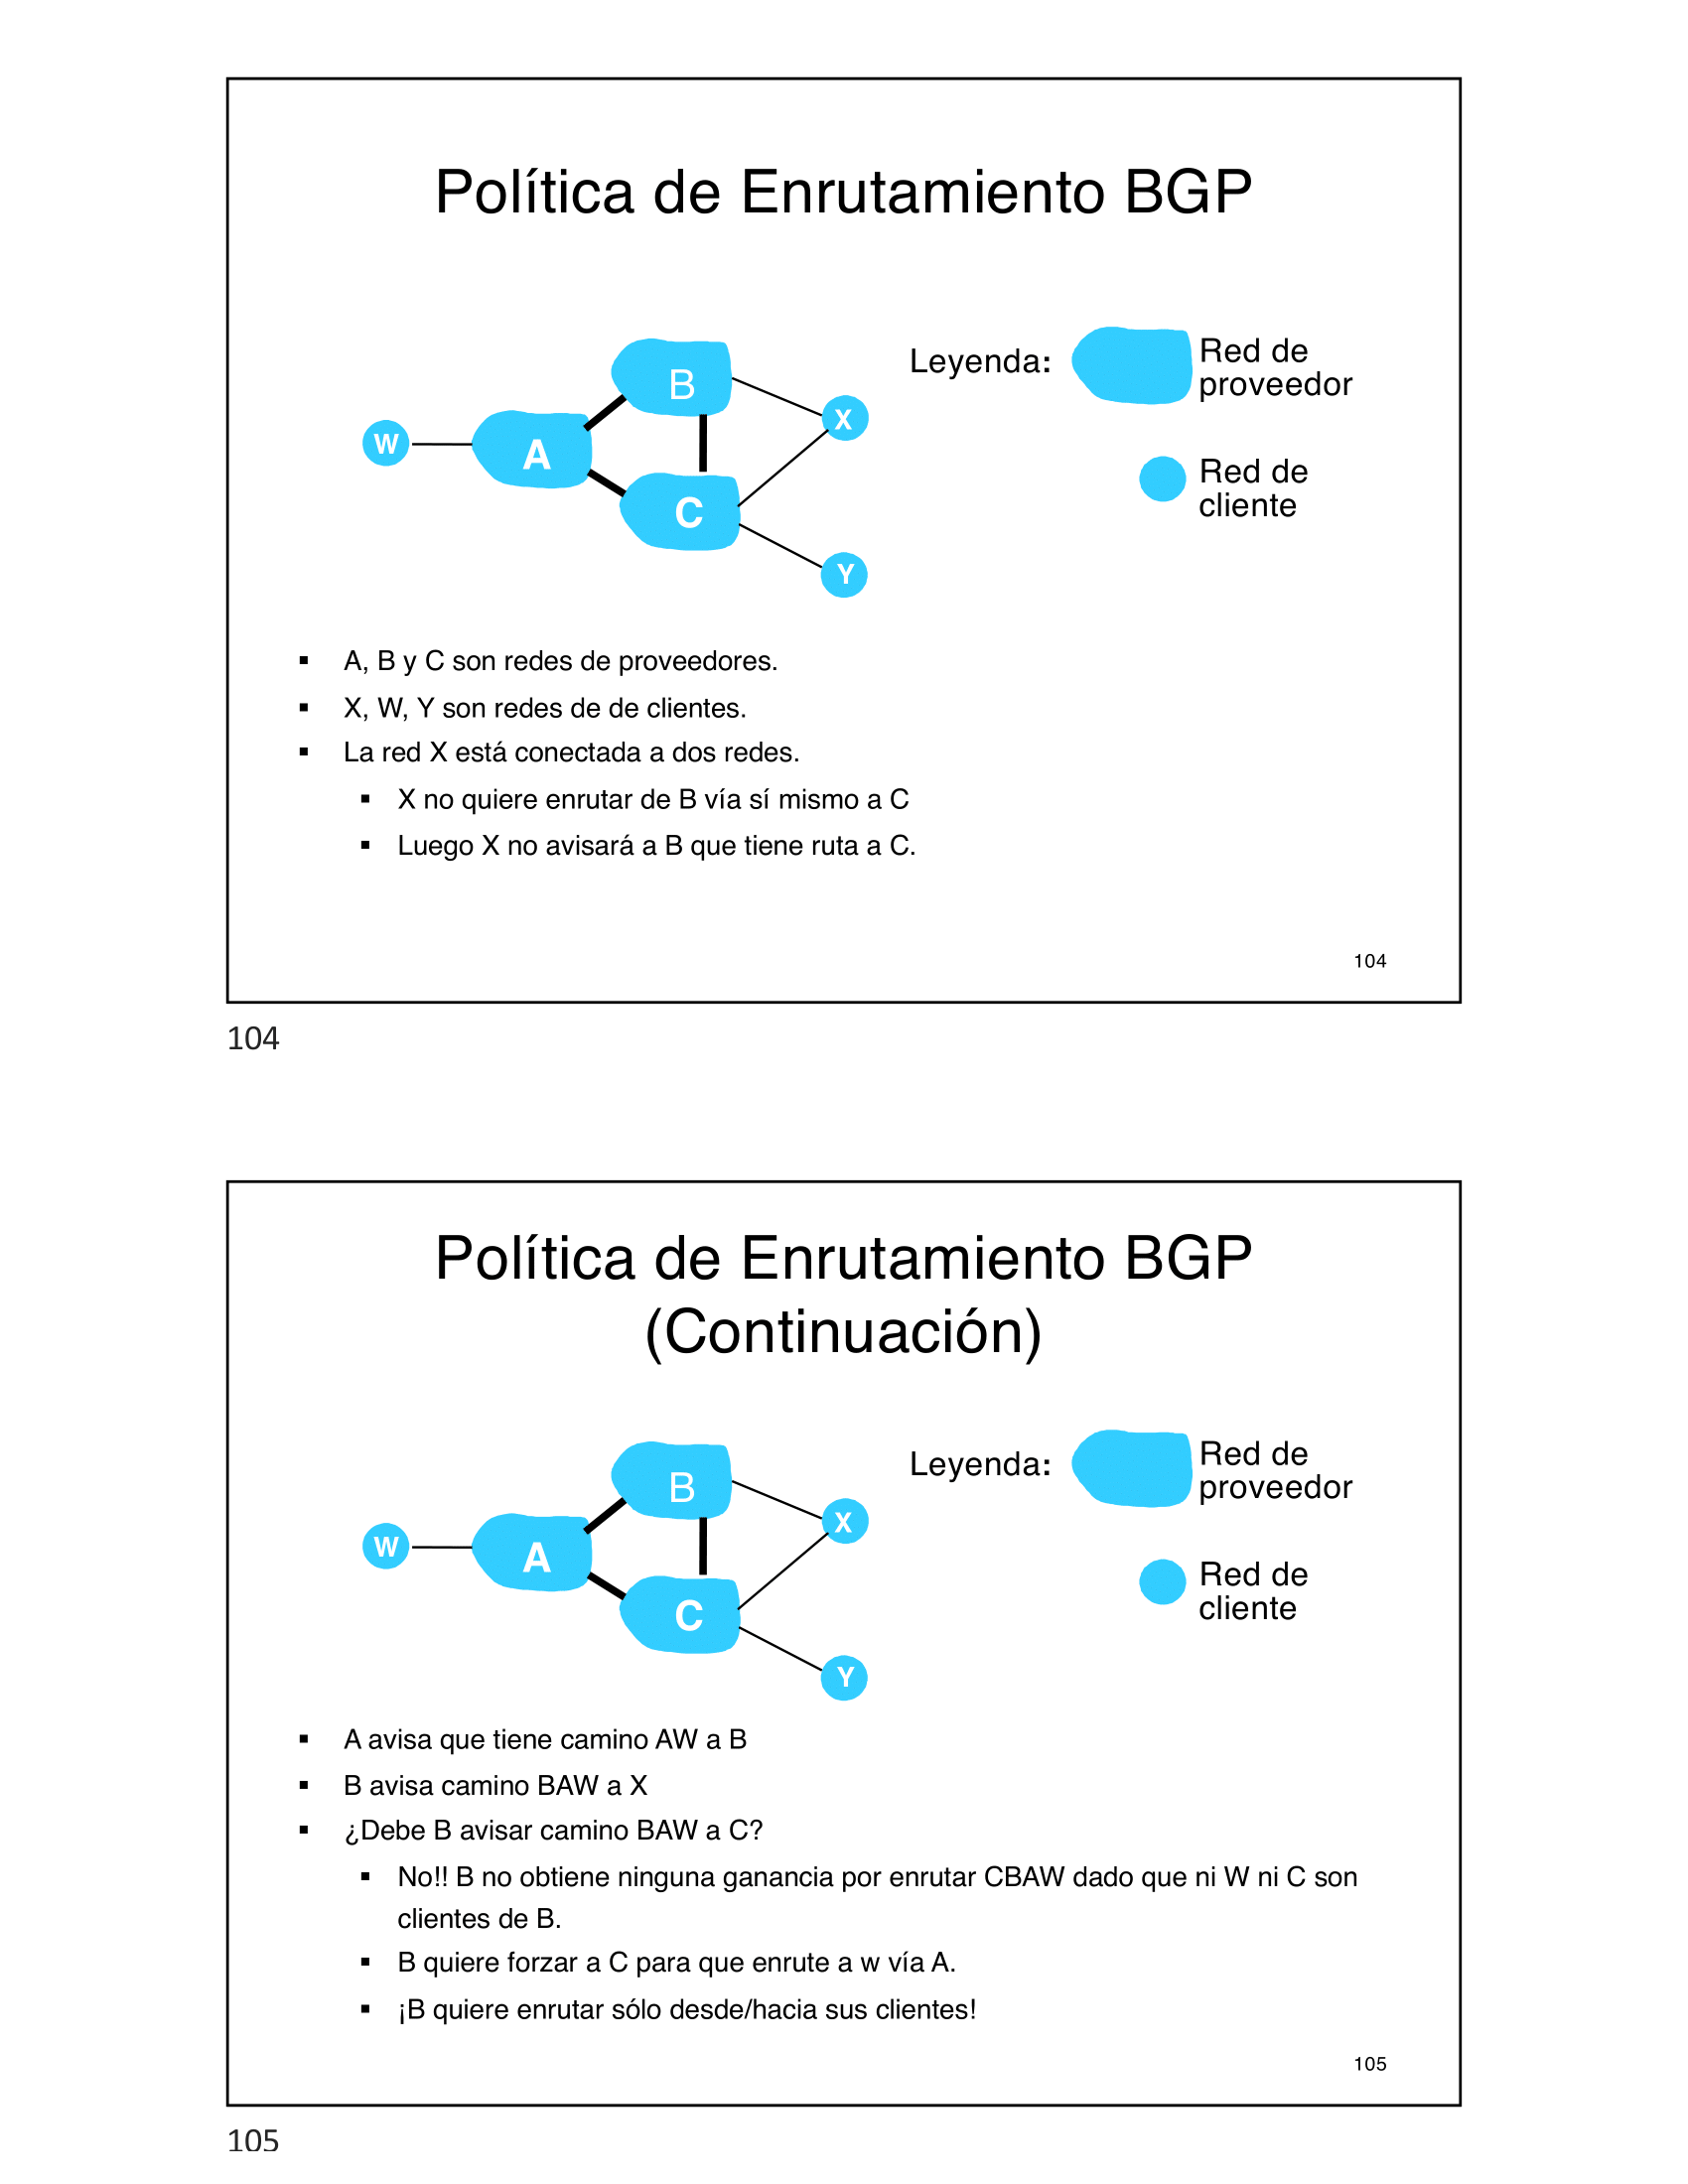 Política de Enrutamiento BGP
B
Leyenda:
Red de
proveedor
X
W
A
Red de
cliente
C
Y
▪ A, B y C son redes de proveedores.
▪ X, W, Y son redes de de clientes.
▪ La red X está conectada a dos redes.
▪ X no quiere enrutar de B vía sí mismo a C
▪ Luego X no avisará a B que tiene ruta a C.
104
104
Política de Enrutamiento BGP
(Continuación)
B
Leyenda:
Red de
proveedor
X
W
A
Red de
cliente
C
Y
▪ A avisa que tiene camino AW a B
▪ B avisa camino BAW a X
▪ ¿Debe B avisar camino BAW a C?
▪ No!! B no obtiene ninguna ganancia por enrutar CBAW dado que ni W ni C son
clientes de B.
▪ B quiere forzar a C para que enrute a w vía A.
▪ ¡B quiere enrutar sólo desde/hacia sus clientes!
105
105